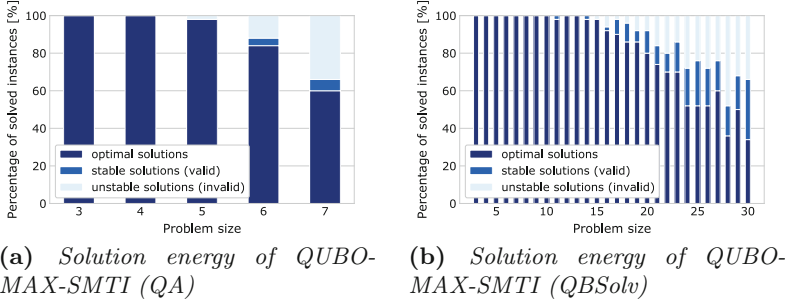 Percentage of solved instances [%]
100
80
60
40
20
0
optimal solutions
stable solutions (valid)
unstable solutions (invalid)
3 4 5 6 7
Problem size
(a) Solution energy of QUBO-
MAX-SMTI (QA)
Percentage of solved instances [%]
100
80
60
40
20
0
optimal solutions
stable solutions (valid)
unstable solutions (invalid)
5 10 15 20 25 30
Problem size
(b) Solution energy of QUBO-
MAX-SMTI (QBSolv)